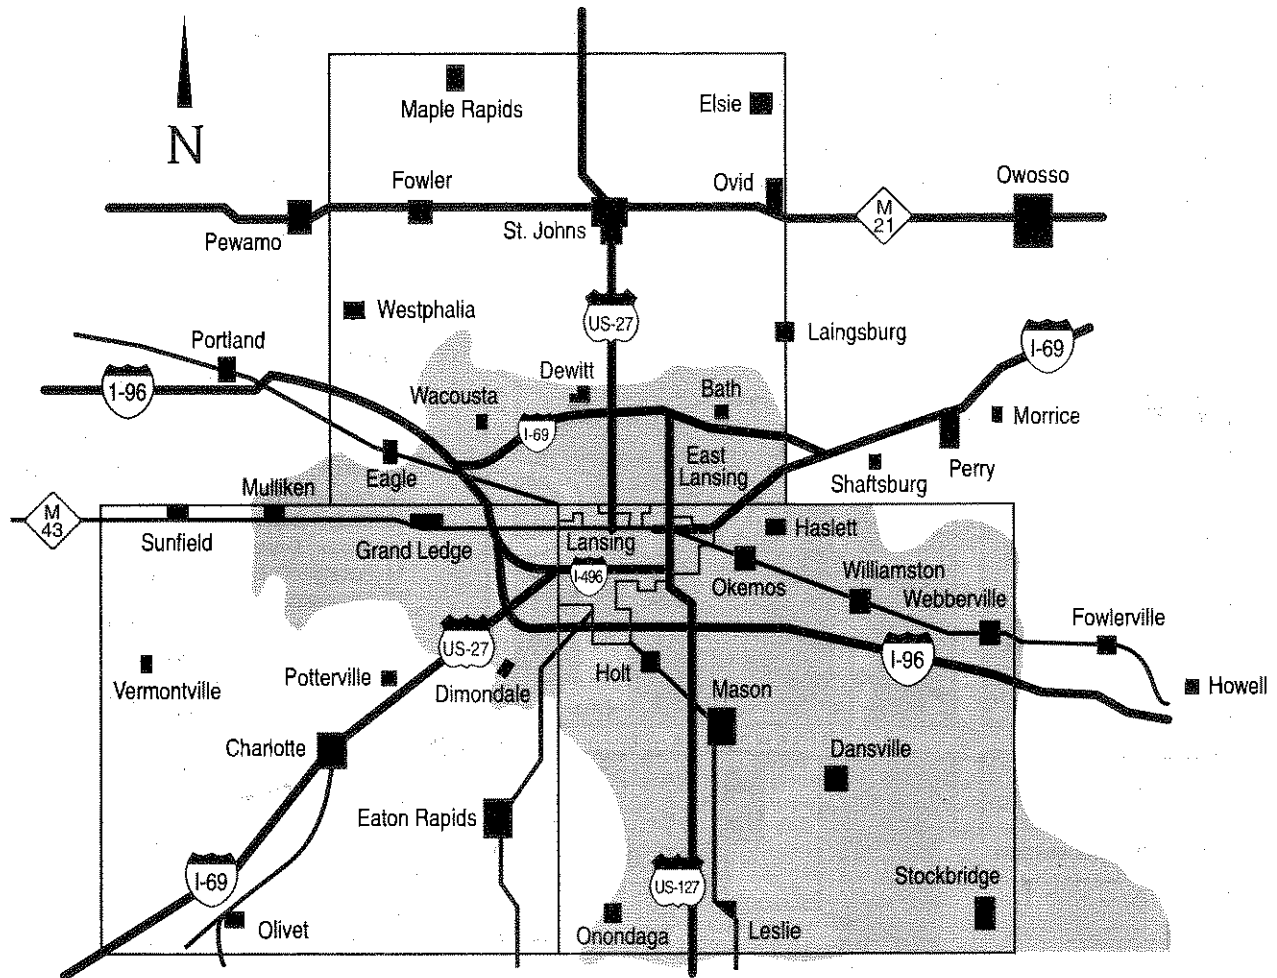 Maple Rapids
Elsie
N
Fowler
Ovid
Owosso
M
21
Pewamo
St. Johns
Westphalia
US-27
Laingsburg
Portland
I-69
1-96
Dewitt
Wacousta
Bath
Morrice
I-69
East
Lansing
Perry
Eagle
Shaftsburg
Mulliken
M
43
Sunfield
Grand Ledge
Lansing
Haslett
I-496
Okemos
Williamston
Webberville
Fowlerville
US-27
I-96
Vermontville
Potterville
Dimondale
Holt
Mason
Howell
Charlotte
Dansville
Eaton Rapids
I-69
US-127
Stockbridge
Olivet
Onondaga
Leslie